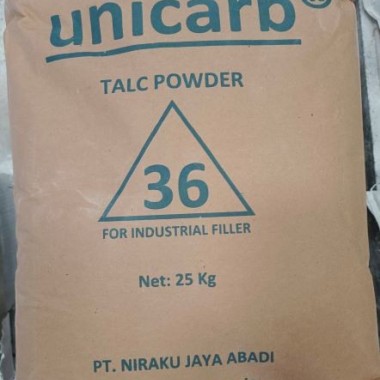 unicarb®
TALC POWDER
36
FOR INDUSTRIAL FILLER
Net: 25 Kg
PT. NIRAKU JAYA ABADI